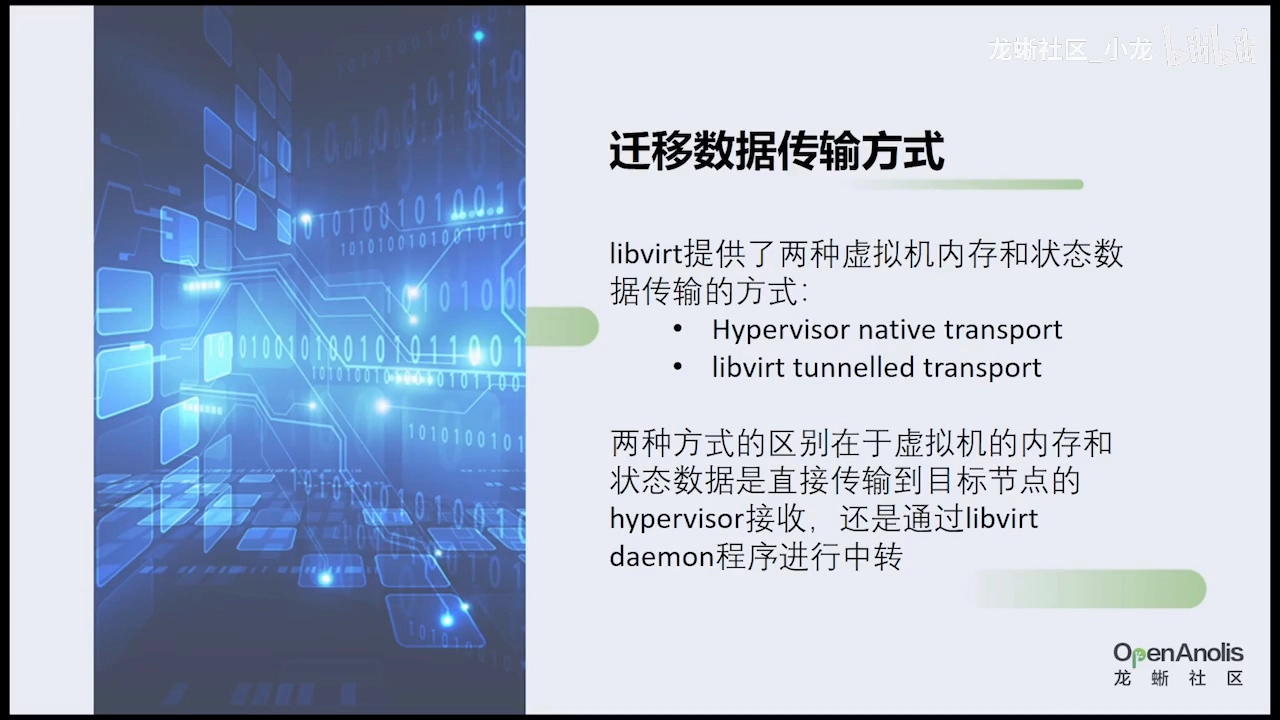 龙蜥社区_小龙 bilibili
迁移数据传输方式
libvirt提供了两种虚拟机内存和状态数
据传输的方式：
• Hypervisor native transport
• libvirt tunnelled transport
两种方式的区别在于虚拟机的内存和
状态数据是直接传输到目标节点的
hypervisor接收，还是通过libvirt
daemon程序进行中转
OpenAnolis
龙蜥社区